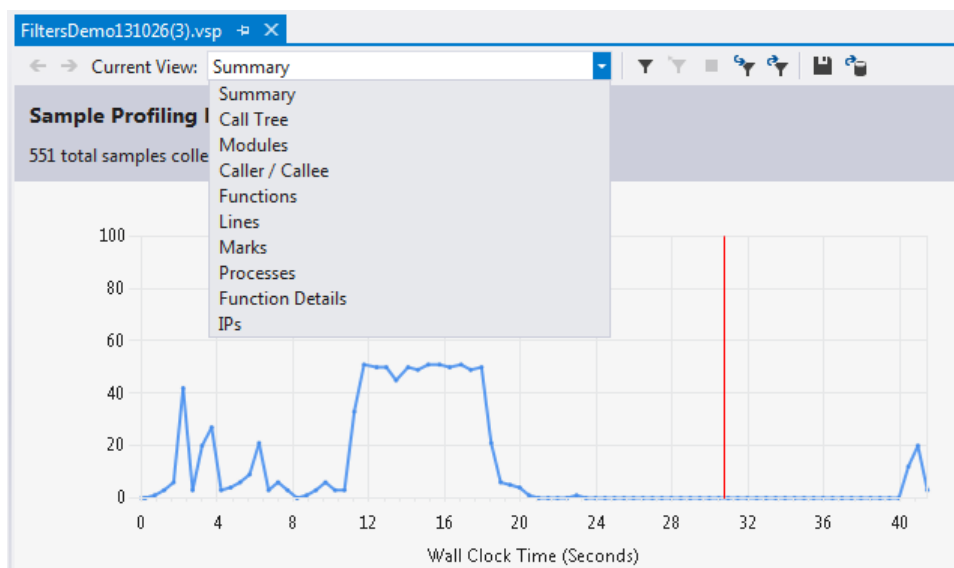 FiltersDemo131026(3).vsp
Current View: Summary
Summary
Call Tree
Modules
Caller / Callee
Functions
Lines
Marks
Processes
Function Details
IPs
Sample Profiling
551 total samples colle
100
80
60
40
20
0
0 4 8 12 16 20 24 28 32 36 40
Wall Clock Time (Seconds)